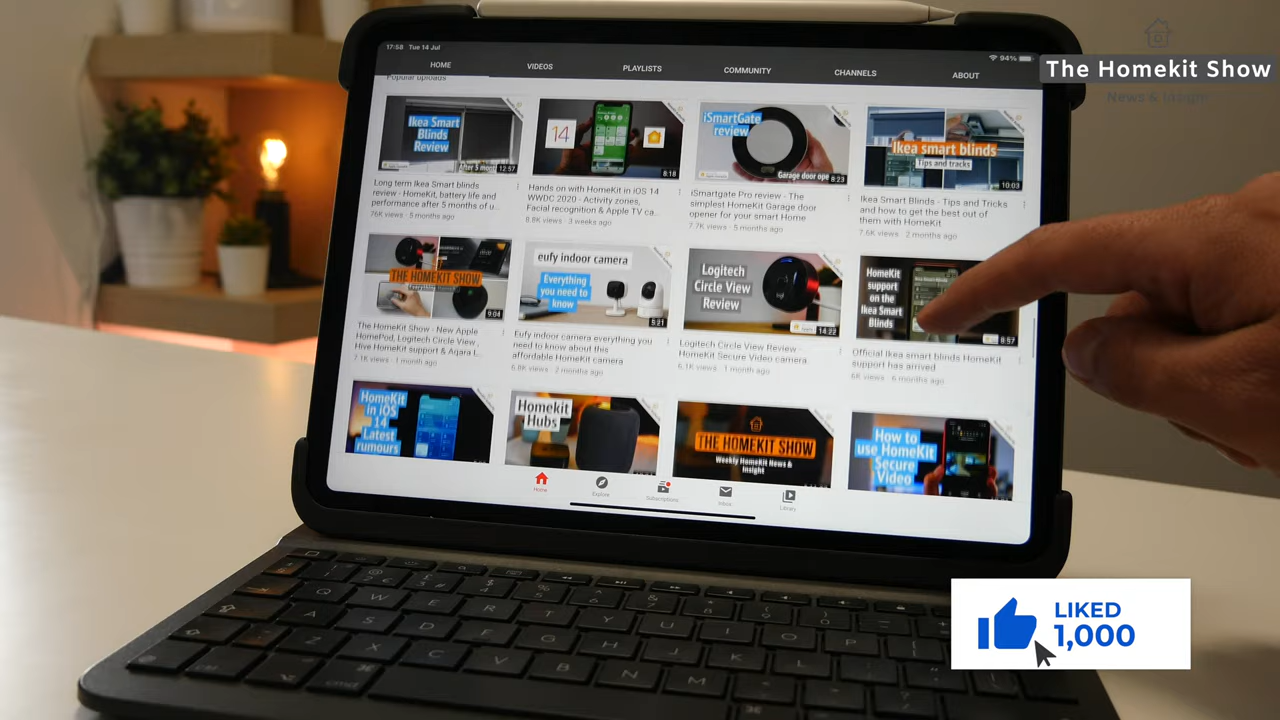 17:58 Tue 14 Jul
94%
HOME
VIDEOS
PLAYLISTS
COMMUNITY
CHANNELS
ABOUT
The Homekit Show
News & Insight
Popular uploads
Ikea Smart
Blinds
Review
12:57
Long term Ikea Smart blinds
review - HomeKit, battery life and
performance after 5 months of u...
76K views · 5 months ago
14
8:18
Hands on with HomeKit in iOS 14
WWDC 2020 - Activity zones,
Facial recognition & Apple TV ca...
8.8K views · 3 weeks ago
iSmartGate
review
Garage door ope
8:23
iSmartgate Pro review - The
simplest HomeKit Garage door
opener for your smart Home
7.7K views · 5 months ago
Ikea smart blinds
Tips and tracks
10:03
Ikea Smart Blinds - Tips and Tricks
and how to get the best out of
them with HomeKit
7.6K views · 2 months ago
THE HOMEKIT SHOW
9:04
The HomeKit Show - New Apple
HomePod, Logitech Circle View,
Hive HomeKit support & Aqara L...
7.1K views · 1 month ago
eufy indoor camera
Everything
you need to
know
8:21
Eufy indoor camera everything you
need to know about this
affordable HomeKit camera
6.8K views · 2 months ago
Logitech
Circle View
Review
14:22
Logitech Circle View Review -
HomeKit Secure Video camera
6.1K views · 1 month ago
HomeKit
support
on the
Ikea Smart
Blinds
8:57
Official Ikea smart blinds HomeKit
support has arrived
6K views · 6 months ago
HomeKit
in iOS
14
Latest
rumours
Homekit
Hubs
THE HOMEKIT SHOW
Weekly HomeKit News &
Insight
How to
use HomeKit
Secure
Video
Home
Explore
Subscriptions
Inbox
Library
Q W E R T Y U I O P
A S D F G H J K L
Z X C V B N M
cmd
LIKED
1,000